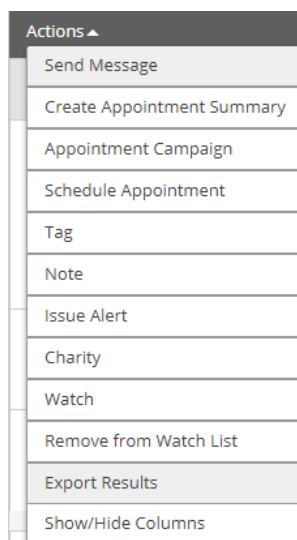 Actions▲
Send Message
Create Appointment Summary
Appointment Campaign
Schedule Appointment
Tag
Note
Issue Alert
Charity
Watch
Remove from Watch List
Export Results
Show/Hide Columns